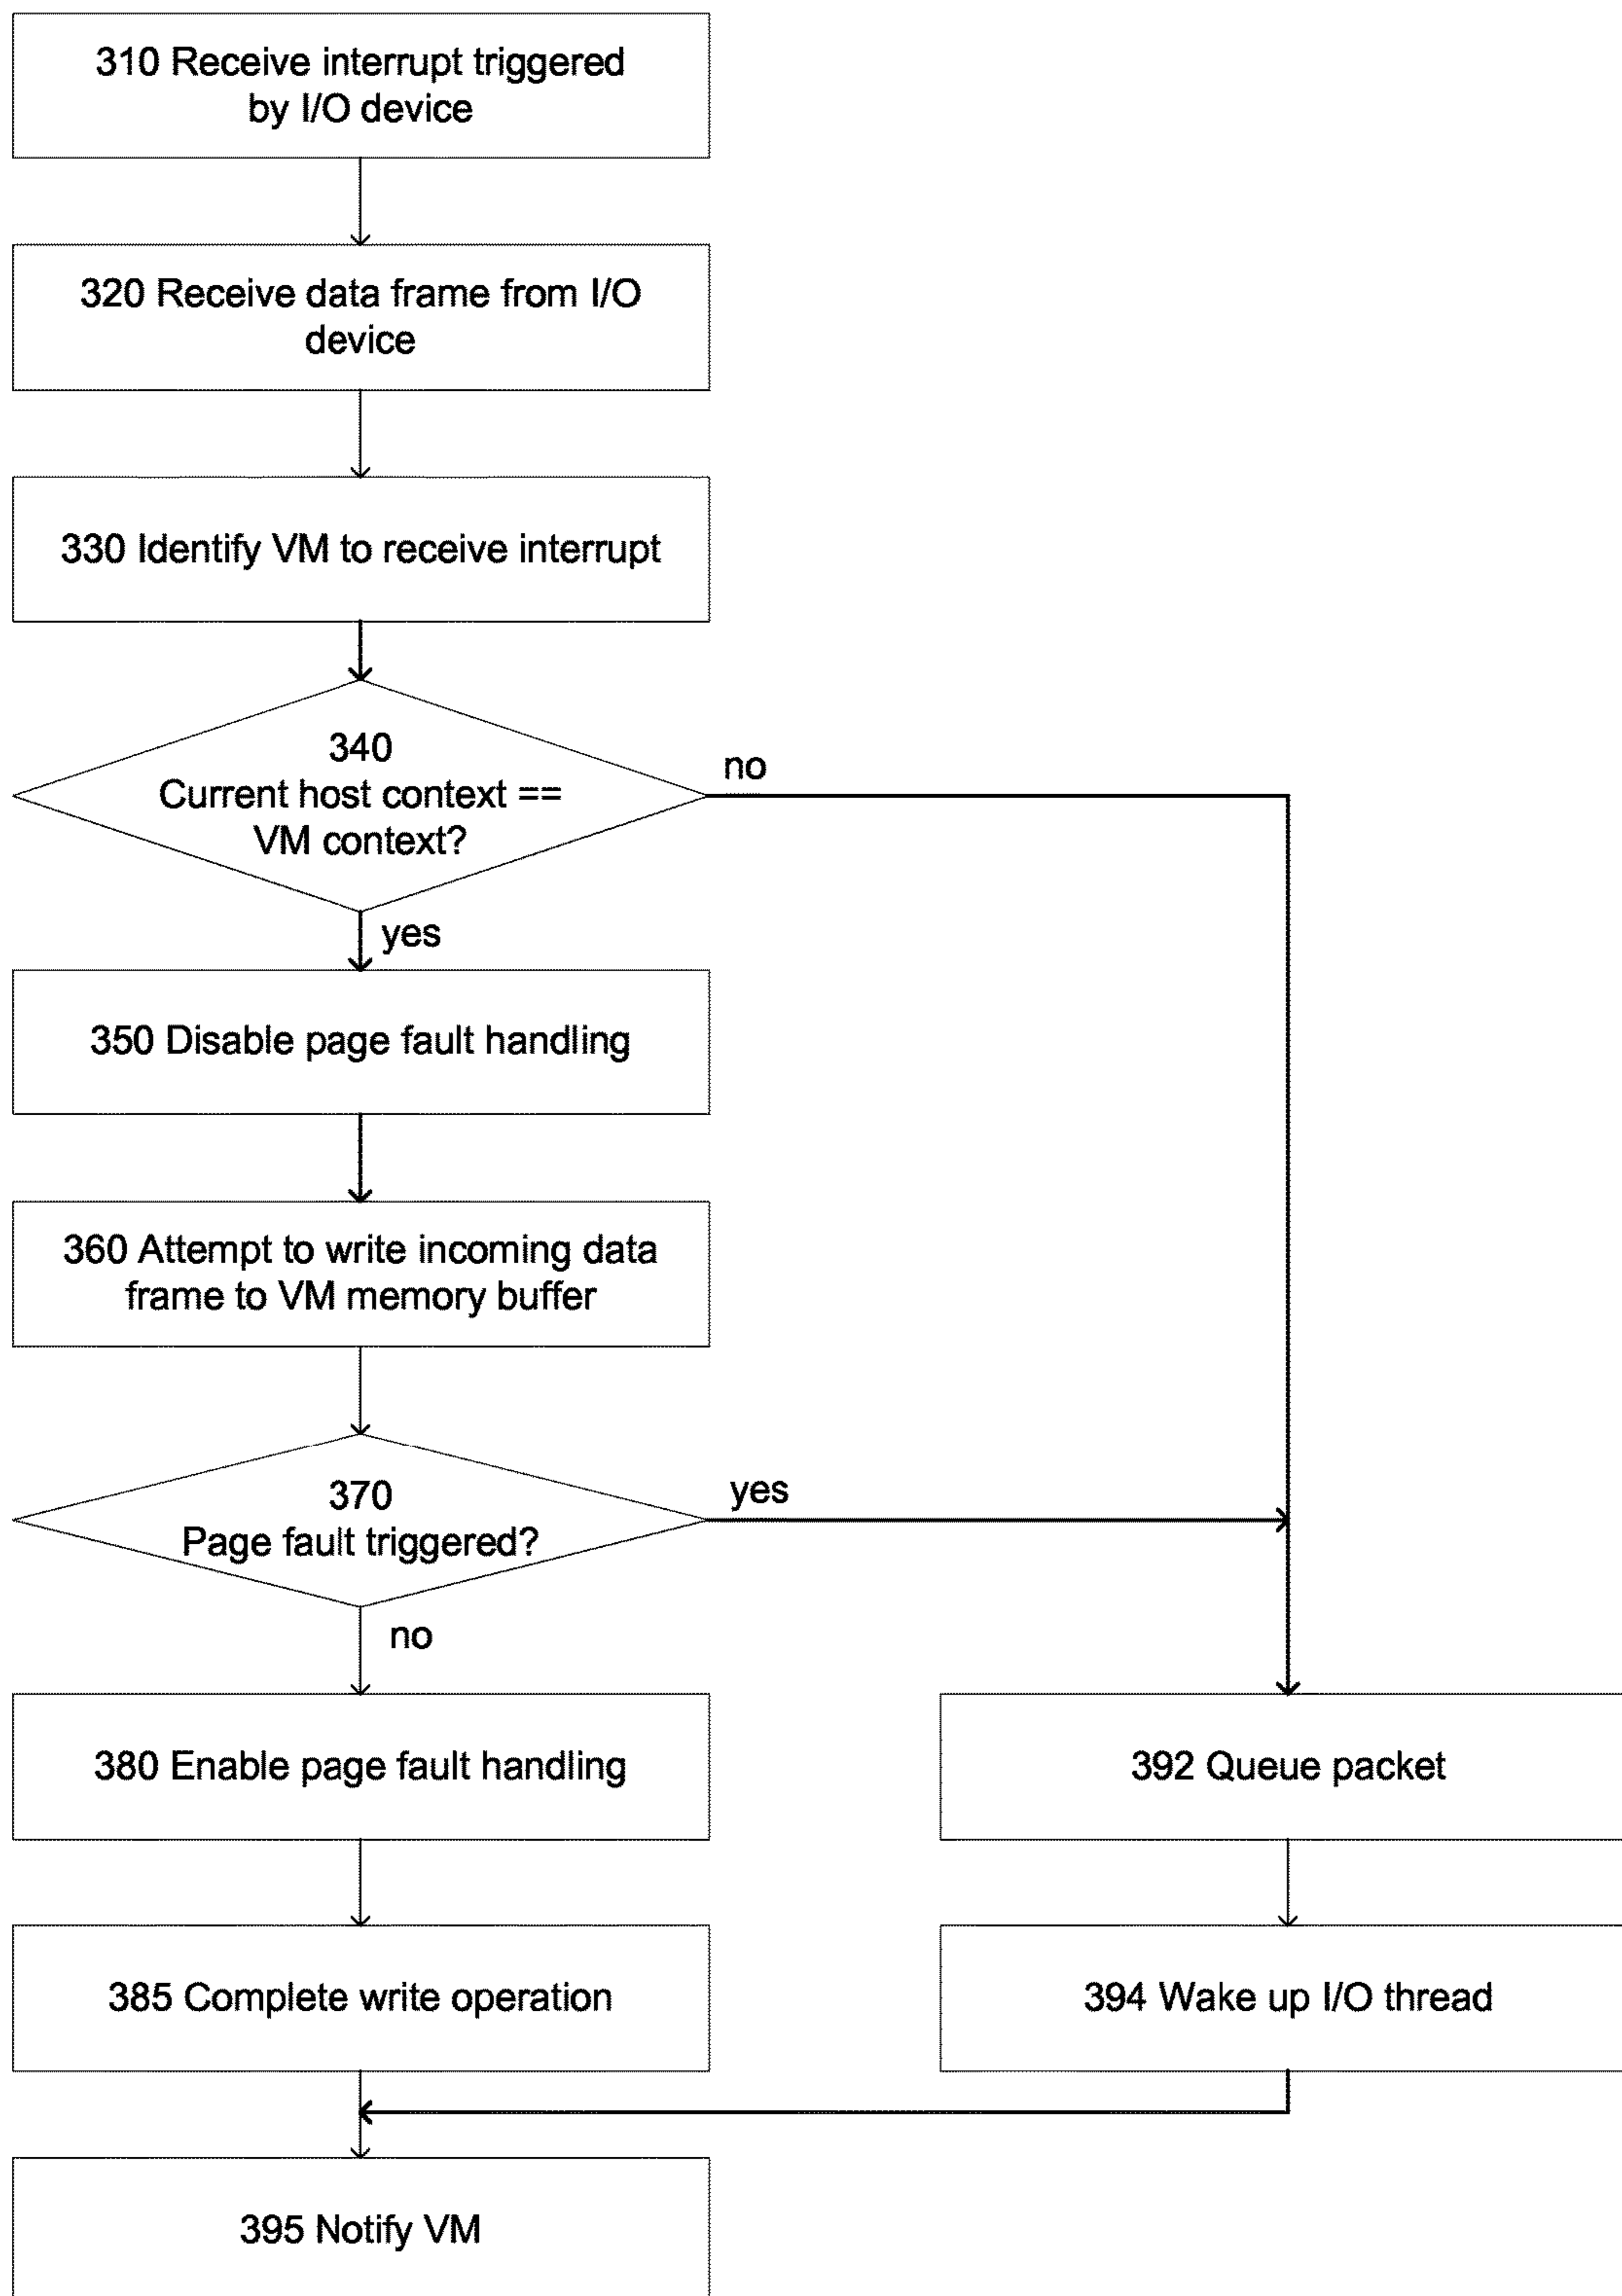 310 Receive interrupt triggered
by I/O device
320 Receive data frame from I/O
device
330 Identify VM to receive interrupt
340
Current host context ==
VM context?
no
yes
350 Disable page fault handling
360 Attempt to write incoming data
frame to VM memory buffer
370
Page fault triggered?
yes
no
380 Enable page fault handling
392 Queue packet
385 Complete write operation
394 Wake up I/O thread
395 Notify VM